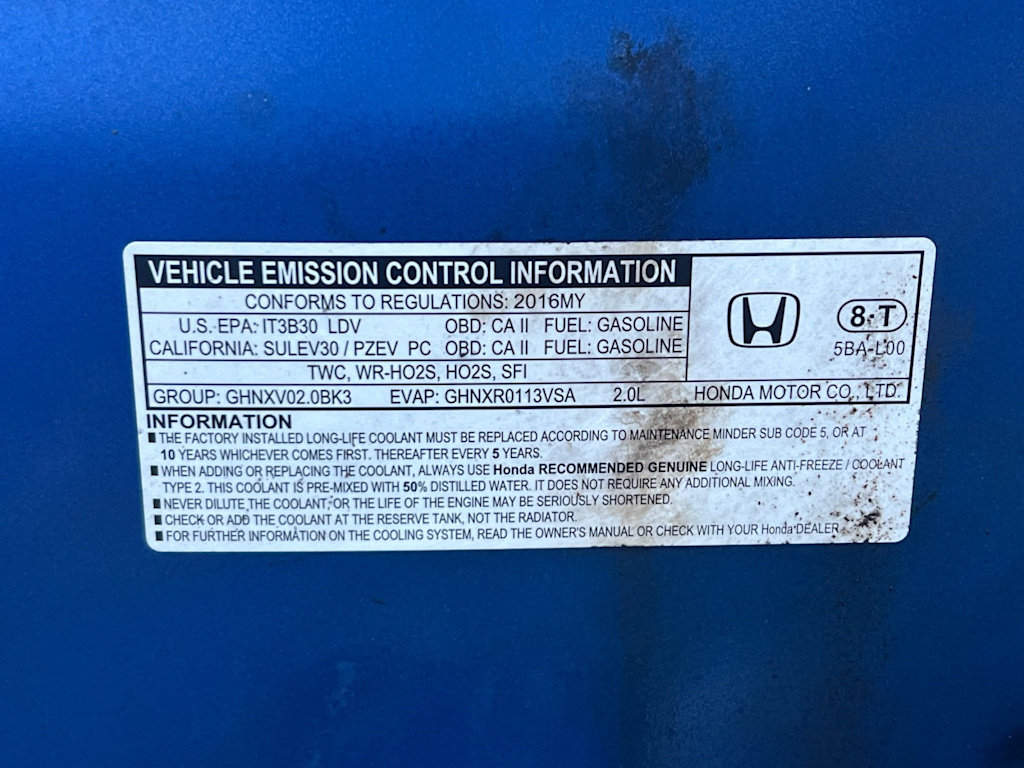 VEHICLE EMISSION CONTROL INFORMATION
CONFORMS TO REGULATIONS: 2016MY
U.S. EPA: IT3B30 LDV OBD: CA II FUEL: GASOLINE
CALIFORNIA: SULEV30 / PZEV PC OBD: CA II FUEL: GASOLINE
TWC, WR-HO2S, HO2S, SFI
GROUP: GHNXV02.0BK3 EVAP: GHNXR0113VSA 2.0L
8·T
5BA-L00
HONDA MOTOR CO., LTD.
INFORMATION
■ THE FACTORY INSTALLED LONG-LIFE COOLANT MUST BE REPLACED ACCORDING TO MAINTENANCE MINDER SUB CODE 5, OR AT
10 YEARS WHICHEVER COMES FIRST. THEREAFTER EVERY 5 YEARS.
■ WHEN ADDING OR REPLACING THE COOLANT, ALWAYS USE Honda RECOMMENDED GENUINE LONG-LIFE ANTI-FREEZE / COOLANT
TYPE 2. THIS COOLANT IS PRE-MIXED WITH 50% DISTILLED WATER. IT DOES NOT REQUIRE ANY ADDITIONAL MIXING.
■ NEVER DILUTE THE COOLANT, OR THE LIFE OF THE ENGINE MAY BE SERIOUSLY SHORTENED.
■ CHECK OR ADD THE COOLANT AT THE RESERVE TANK, NOT THE RADIATOR.
■ FOR FURTHER INFORMATION ON THE COOLING SYSTEM, READ THE OWNER'S MANUAL OR CHECK WITH YOUR Honda DEALER.